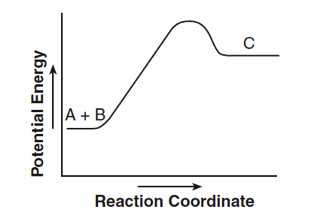 Potential Energy
A + B
C
Reaction Coordinate